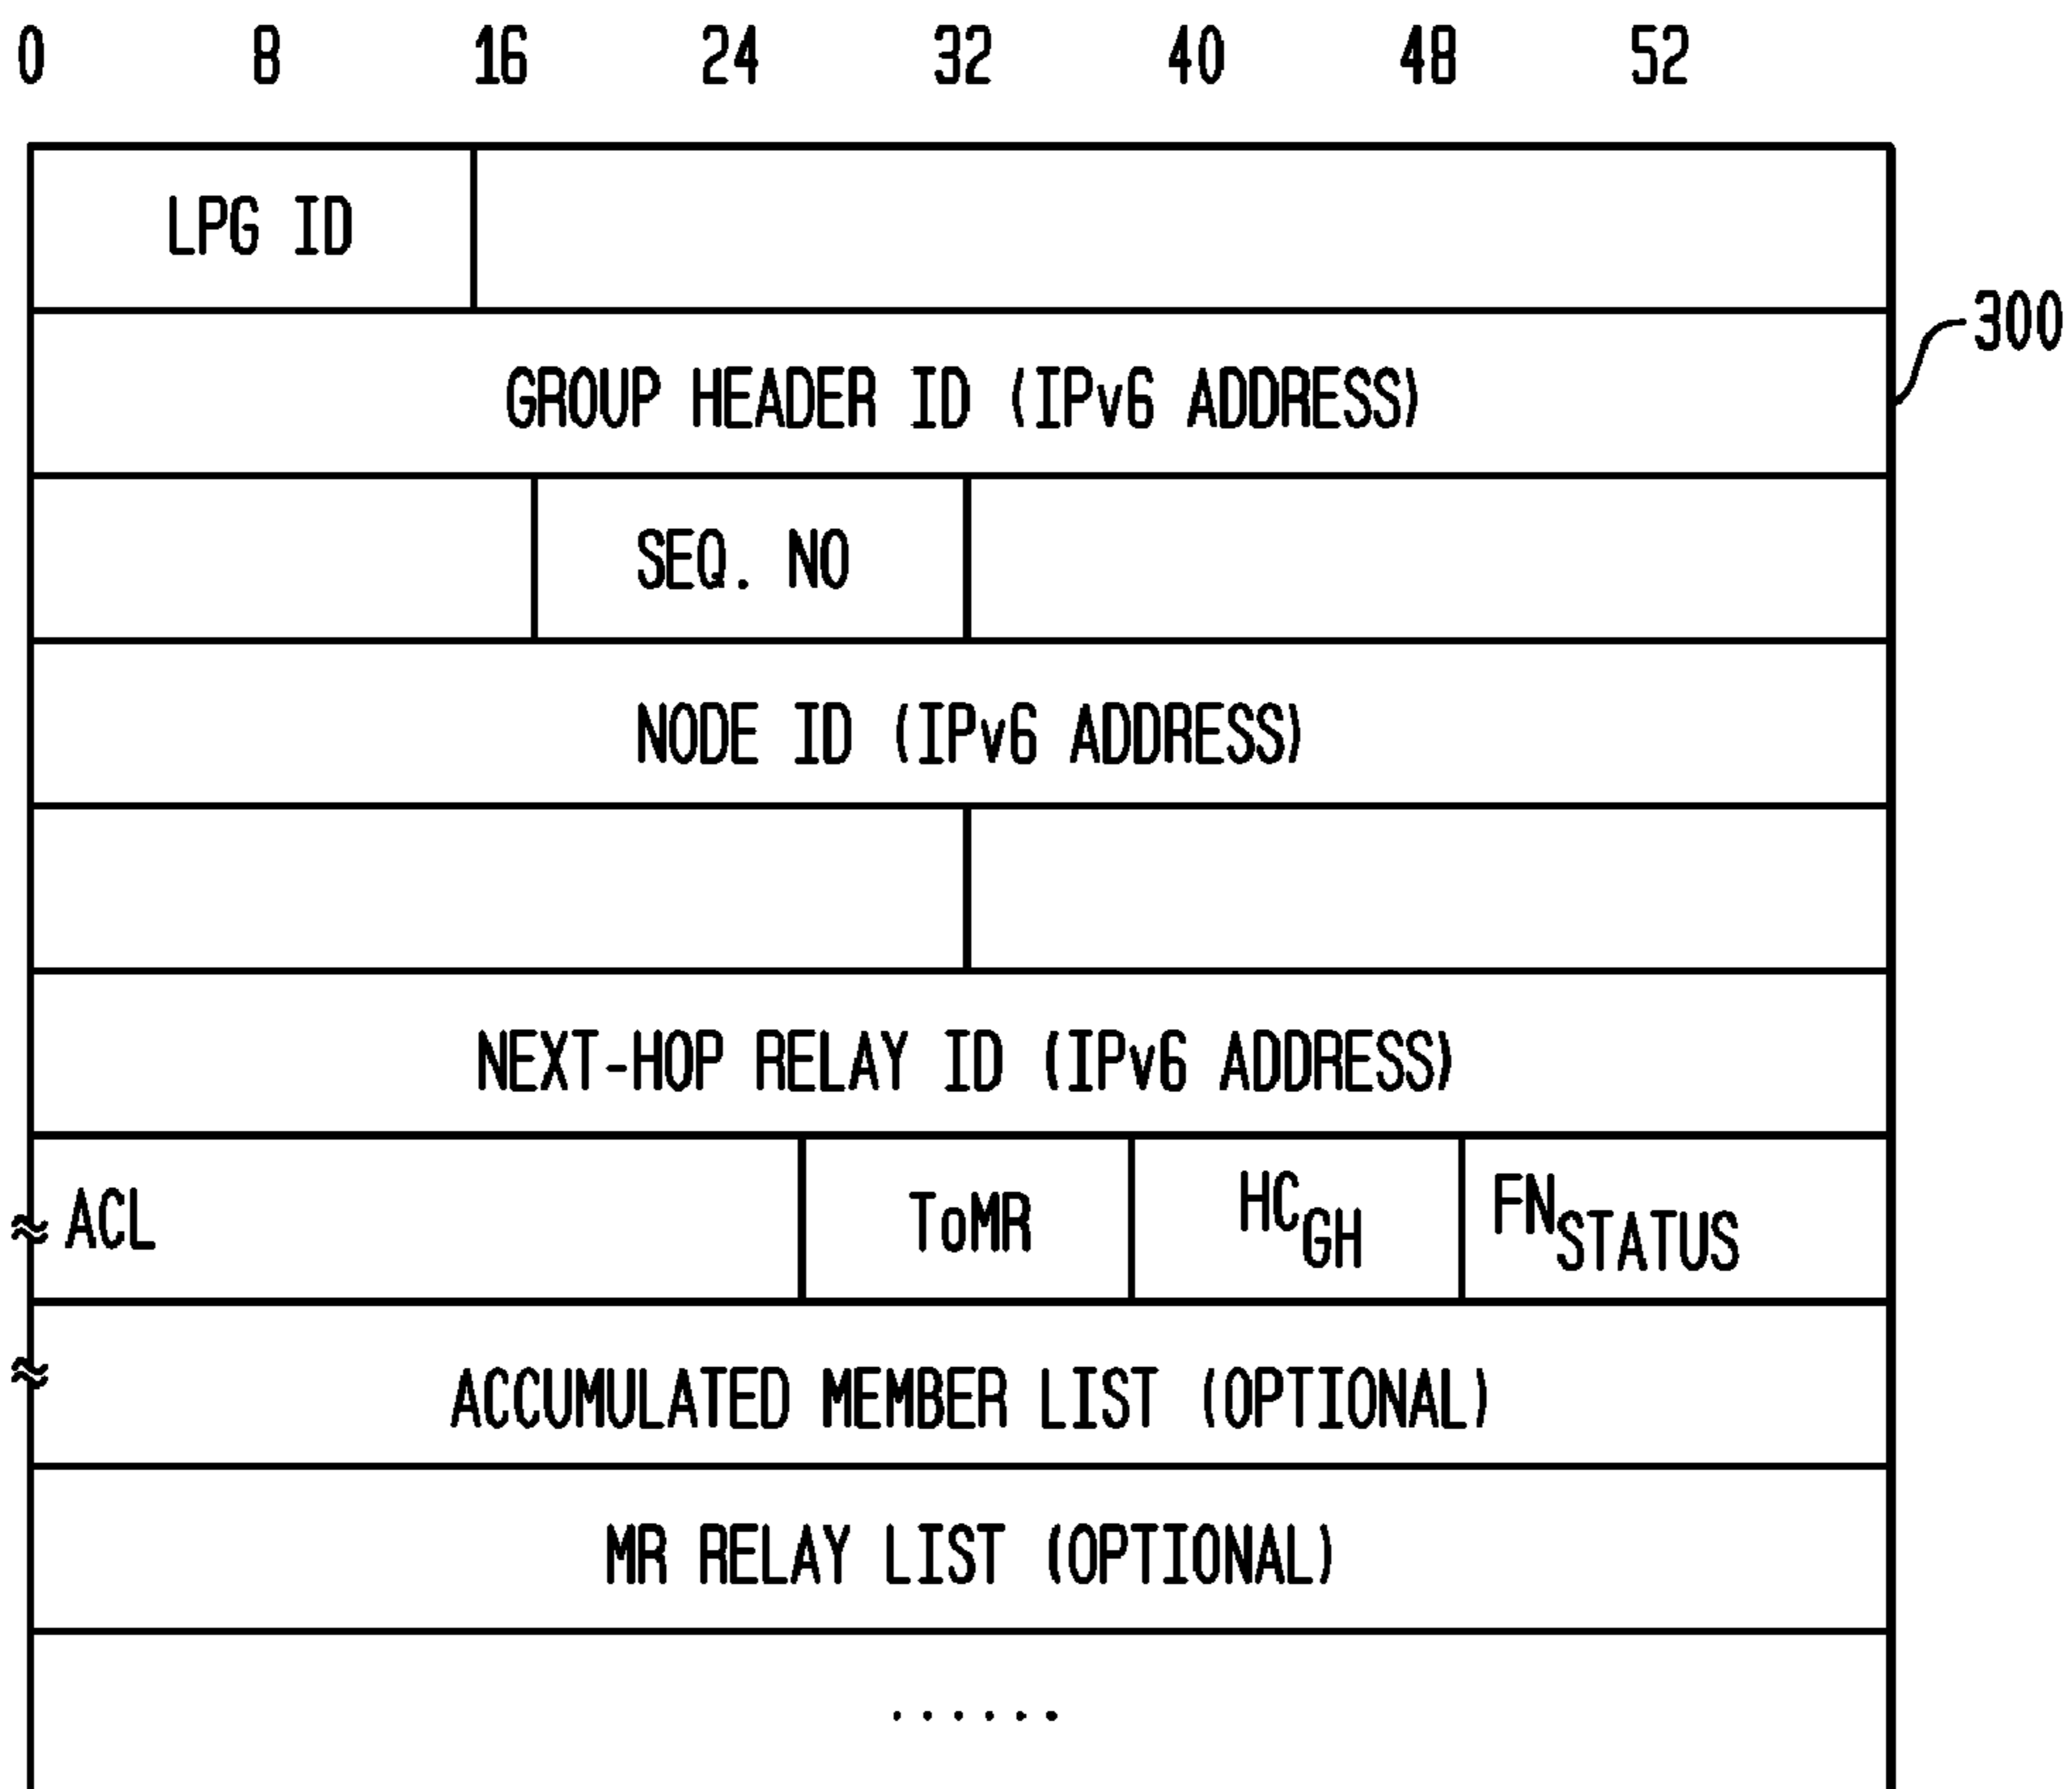 0 8 16 24 32 40 48 52
LPG ID
300
GROUP HEADER ID (IPv6 ADDRESS)
SEQ. NO
NODE ID (IPv6 ADDRESS)
NEXT-HOP RELAY ID (IPv6 ADDRESS)
ACL ToMR HCGH FNSTATUS
ACCUMULATED MEMBER LIST (OPTIONAL)
MR RELAY LIST (OPTIONAL)
......